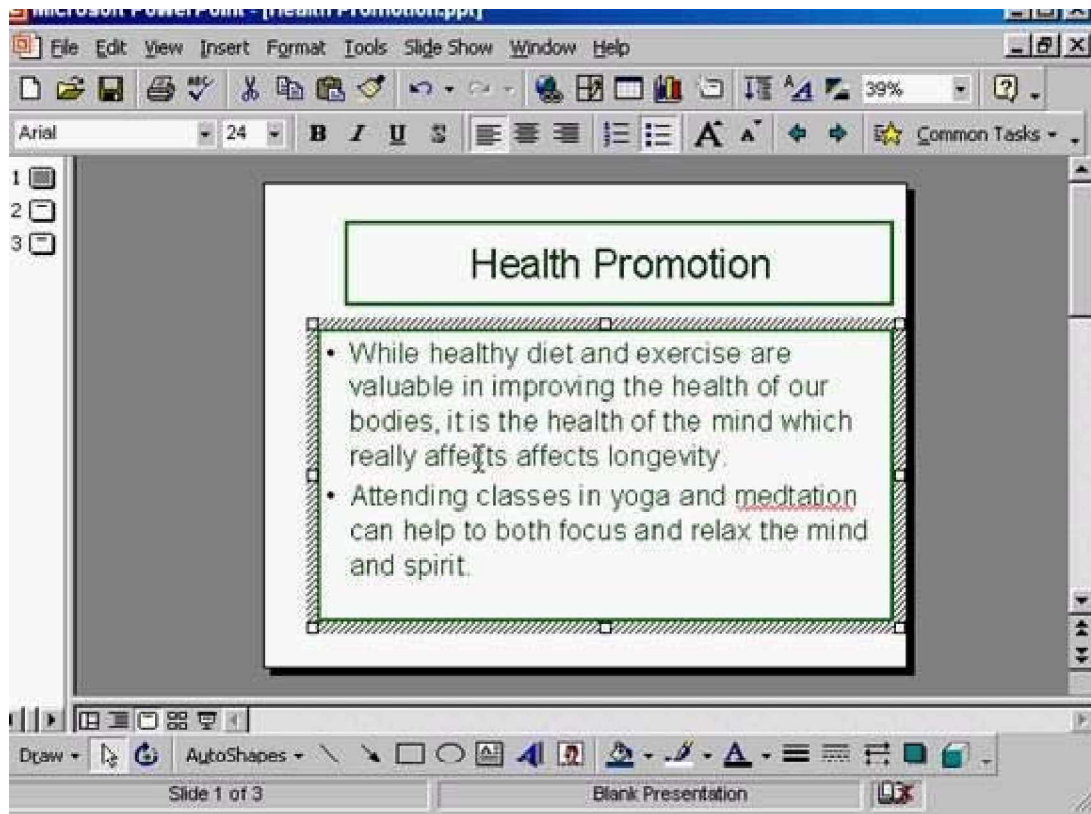 Microsoft PowerPoint - [Health Promotion.ppt]
File Edit View Insert Format Tools Slide Show Window Help
39%
Arial 24 B I U S Common Tasks
1
2
3
Health Promotion
• While healthy diet and exercise are
valuable in improving the health of our
bodies, it is the health of the mind which
really affects affects longevity.
• Attending classes in yoga and medtation
can help to both focus and relax the mind
and spirit.
Draw AutoShapes
Slide 1 of 3 Blank Presentation